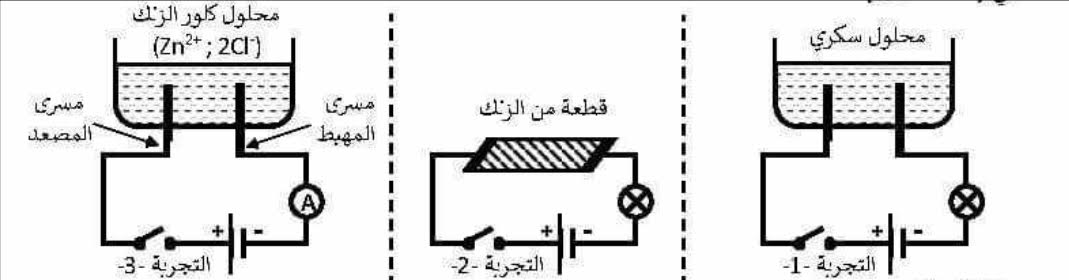 محلول سكري
+ -
التجربة -1-
قطعة من الزنك
+ -
التجربة -2-
محلول كلور الزنك
(Zn²⁺ ; 2Cl⁻)
مسرى المهبط
مسرى المصعد
A
+ -
التجربة -3-